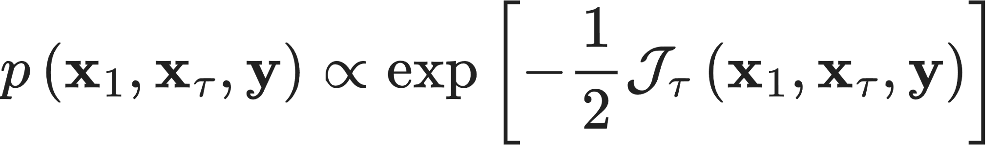 p(𝐱₁, 𝐱_τ, 𝐲) ∝ exp[−1/2 𝒥_τ(𝐱₁, 𝐱_τ, 𝐲)]